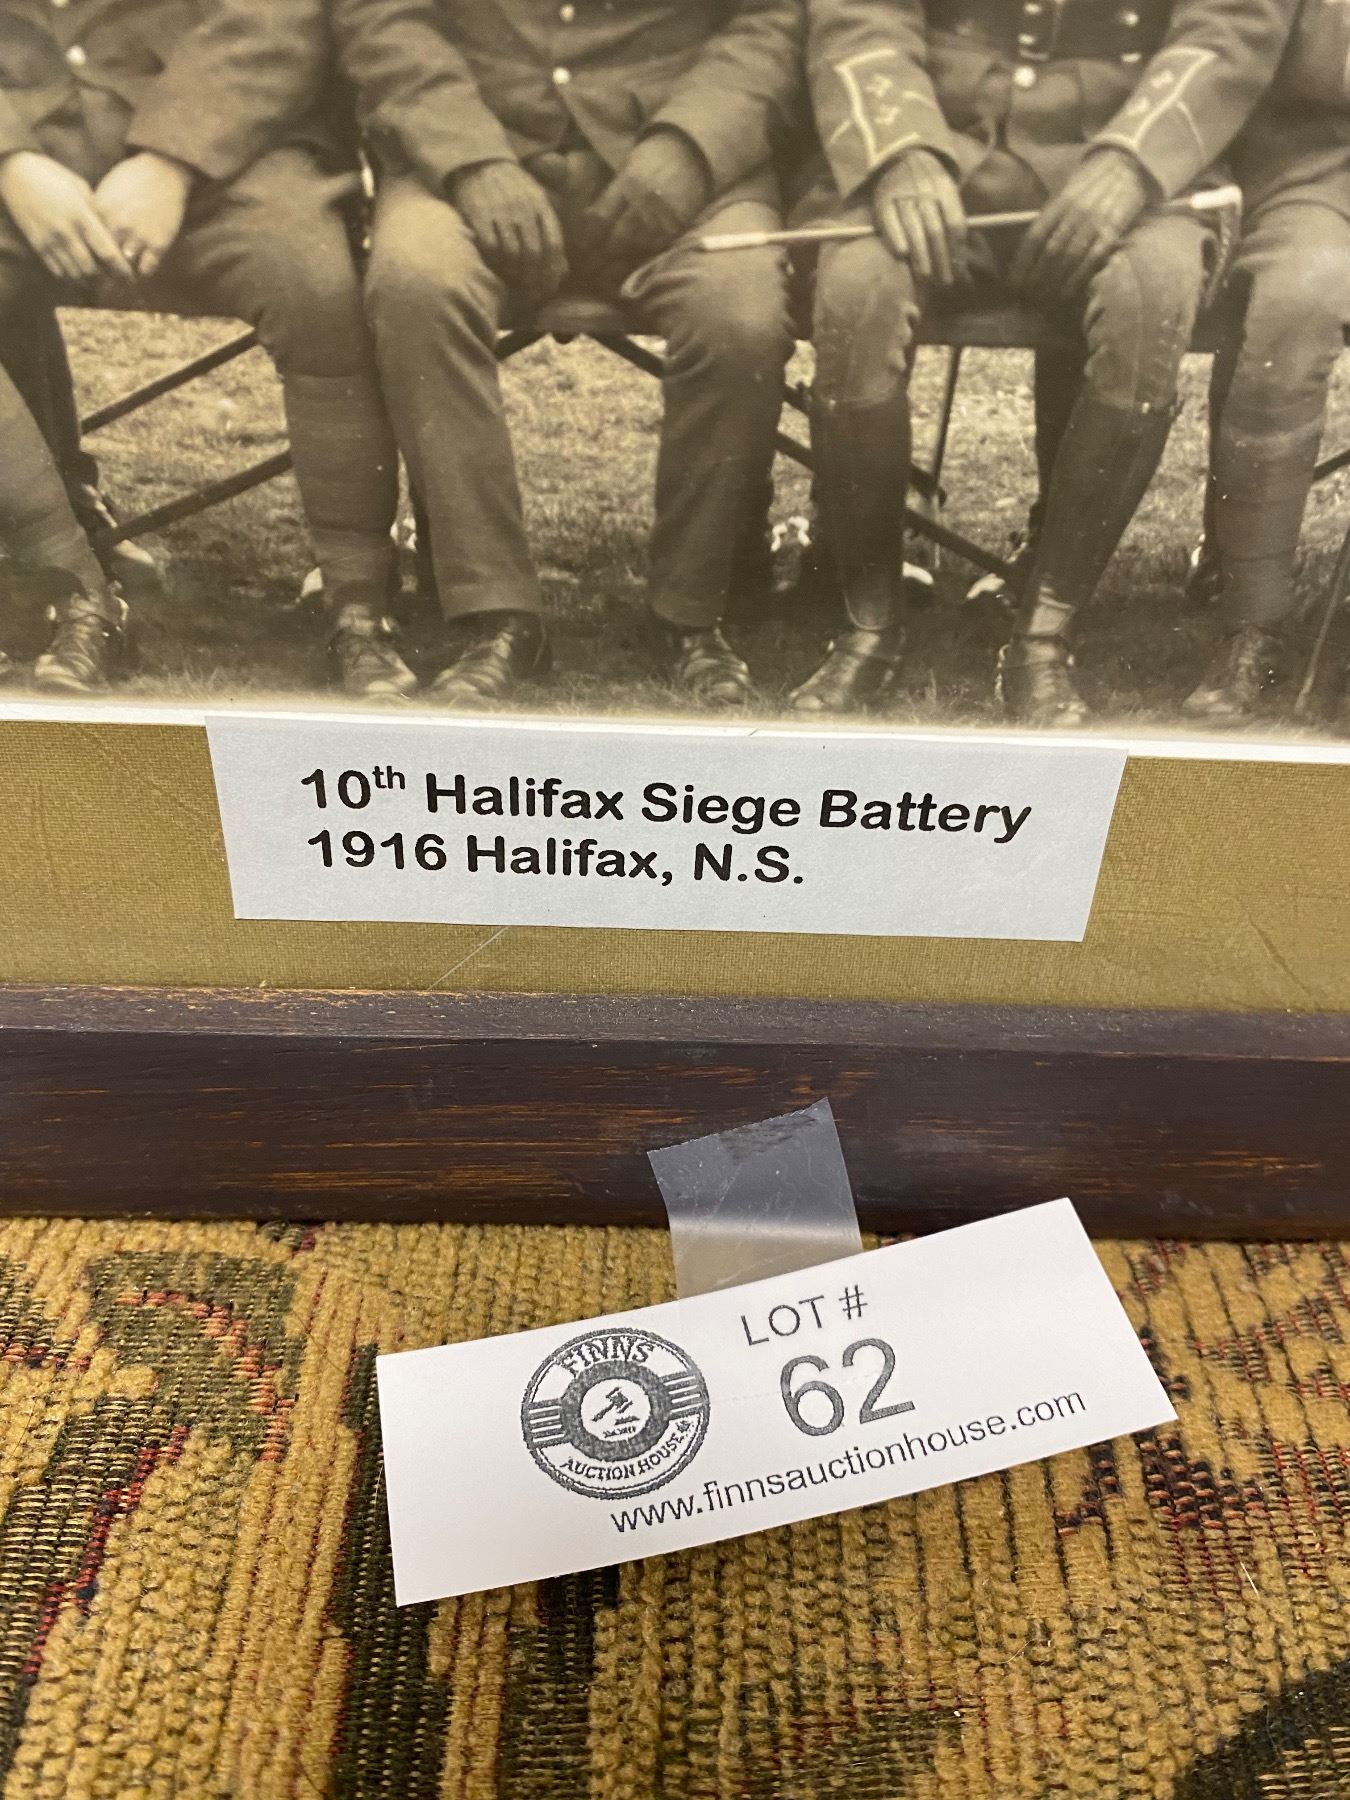 10th Halifax Siege Battery
1916 Halifax, N.S.
FINNS
AUCTION HOUSE
LOT #
62
www.finnsauctionhouse.com